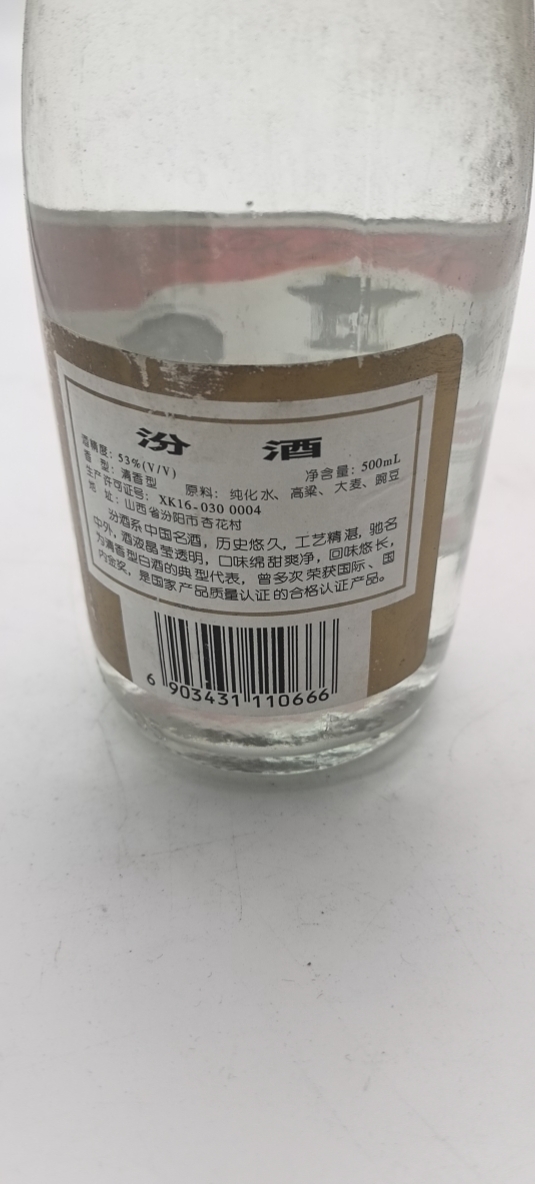 汾 酒
酒精度：53%(V/V) 净含量：500mL
香 型：清香型 原料：纯化水、高粱、大麦、豌豆
生产许可证号：XK16-030 0004
地 址：山西省汾阳市杏花村
汾酒系中国名酒，历史悠久，工艺精湛，驰名
中外，酒液晶莹透明，口味绵甜爽净，回味悠长，
为清香型白酒的典型代表，曾多次荣获国际、国
内金奖，是国家产品质量认证的合格认证产品。
6 903431 110666